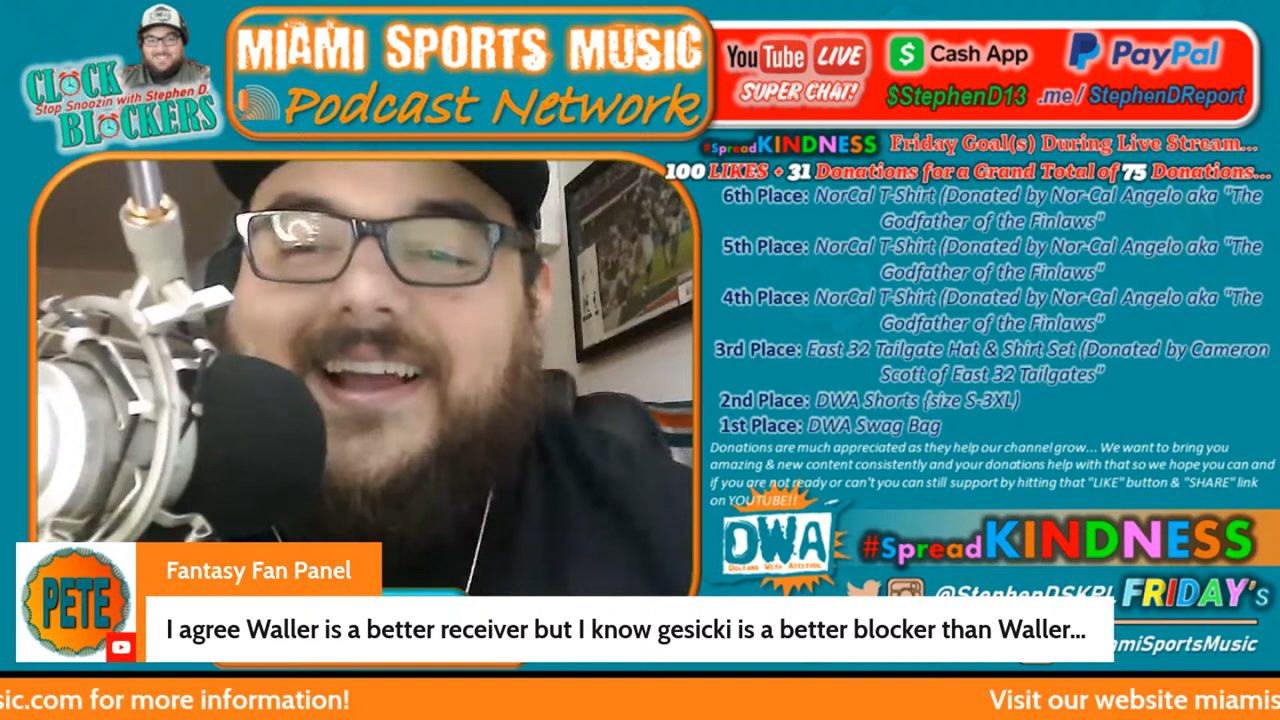 DWA
CLOCK
Stop Snoozin with Stephen D.
BLOCKERS
MIAMI SPORTS MUSIC
Podcast Network
YouTube LIVE
SUPER CHAT!
$ Cash App
$StephenD13
PayPal
.me/StephenDReport
#SpreadKINDNESS Friday Goal(s) During Live Stream...
100 LIKES + 31 Donations for a Grand Total of 75 Donations...
6th Place: NorCal T-Shirt (Donated by Nor-Cal Angelo aka "The
Godfather of the Finlaws"
5th Place: NorCal T-Shirt (Donated by Nor-Cal Angelo aka "The
Godfather of the Finlaws"
4th Place: NorCal T-Shirt (Donated by Nor-Cal Angelo aka "The
Godfather of the Finlaws"
3rd Place: East 32 Tailgate Hat & Shirt Set (Donated by Cameron
Scott of East 32 Tailgates"
2nd Place: DWA Shorts (size S-3XL)
1st Place: DWA Swag Bag
Donations are much appreciated as they help our channel grow... We want to bring you
amazing & new content consistently and your donations help with that so we hope you can and
if you are not ready or can't you can still support by hitting that "LIKE" button & "SHARE" link
on YOUTUBE!!
DWA
Dolfans With Attitude
#SpreadKINDNESS
FRIDAY's
PETE
Fantasy Fan Panel
I agree Waller is a better receiver but I know gesicki is a better blocker than Waller...
amiSportsMusic
sic.com for more information!
Visit our website miamis